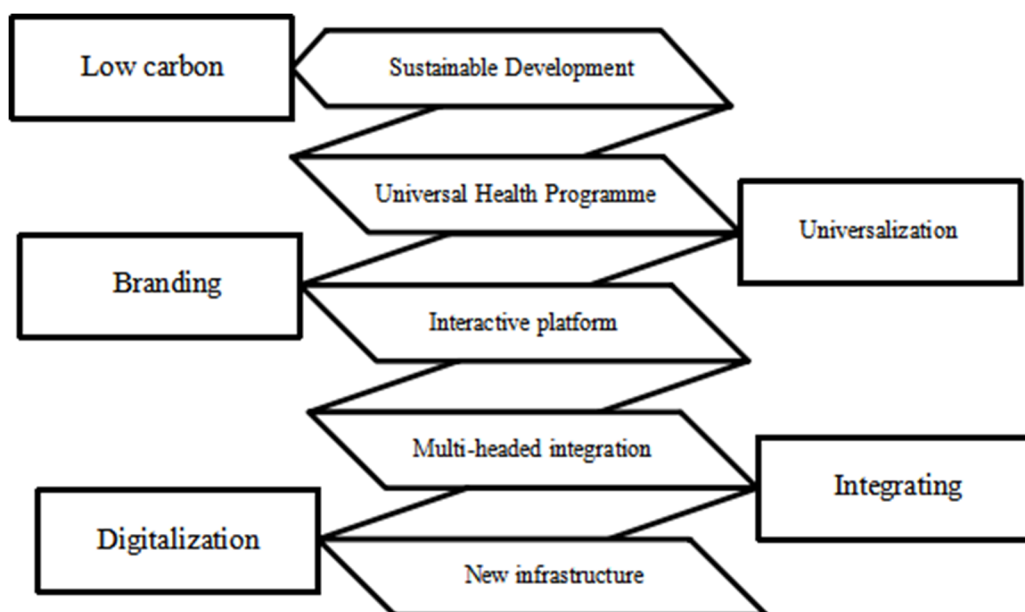 Low carbon
Sustainable Development
Universal Health Programme
Universalization
Branding
Interactive platform
Multi-headed integration
Integrating
Digitalization
New infrastructure